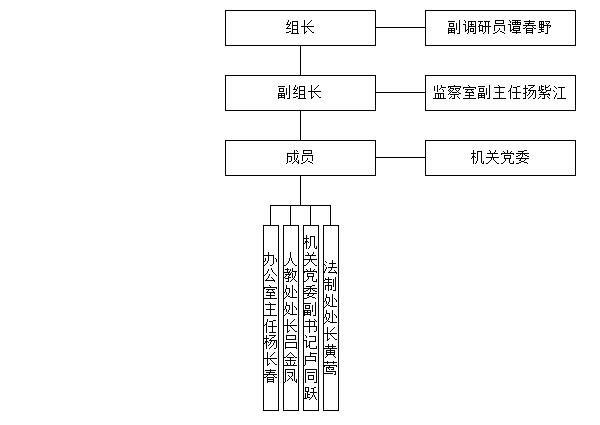 组长
副调研员谭春野
副组长
监察室副主任扬紫江
成员
机关党委
办公室主任杨长春
人教处处长吕金凤
机关党委副书记卢同跃
法制处处长黄莺